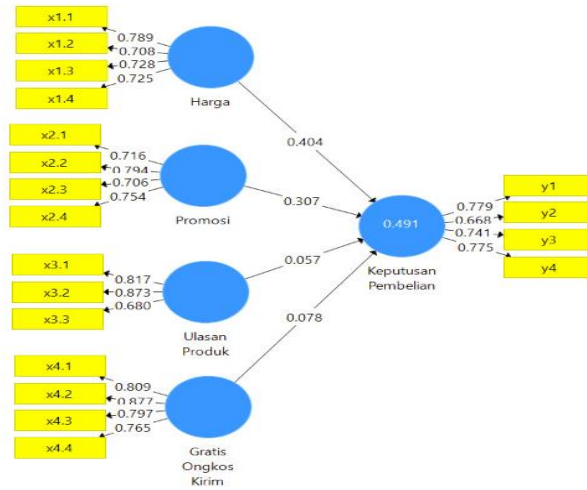 x1.1
x1.2
x1.3
x1.4
0.789
0.708
0.728
0.725
Harga
0.404
x2.1
x2.2
x2.3
x2.4
0.716
0.794
0.706
0.754
Promosi
0.307
x3.1
x3.2
x3.3
0.817
0.873
0.680
Ulasan
Produk
0.057
x4.1
x4.2
x4.3
x4.4
0.809
0.877
0.797
0.765
Gratis
Ongkos
Kirim
0.078
0.491
Keputusan
Pembelian
0.779
0.668
0.741
0.775
y1
y2
y3
y4